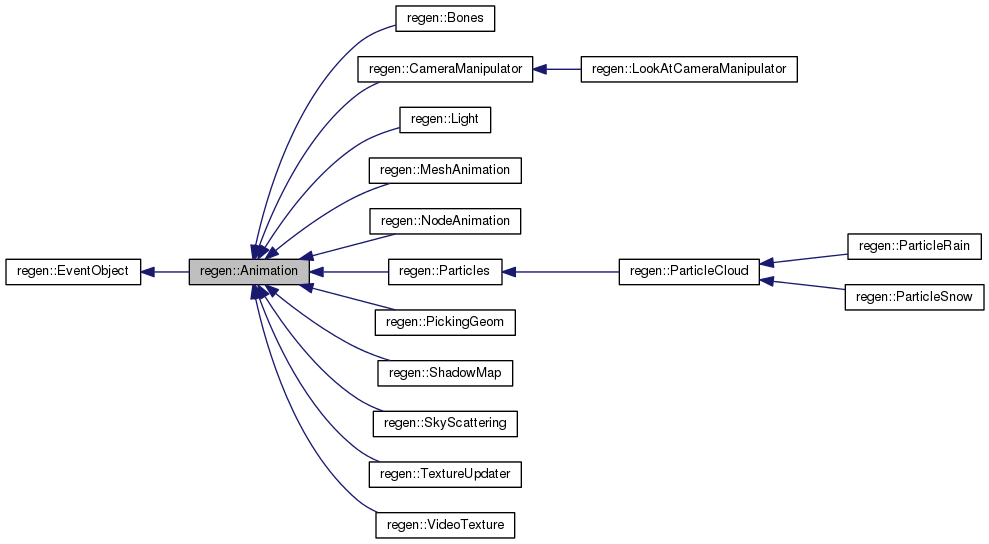 regen::Bones
regen::CameraManipulator
regen::LookAtCameraManipulator
regen::Light
regen::MeshAnimation
regen::NodeAnimation
regen::EventObject
regen::Animation
regen::Particles
regen::ParticleCloud
regen::ParticleRain
regen::ParticleSnow
regen::PickingGeom
regen::ShadowMap
regen::SkyScattering
regen::TextureUpdater
regen::VideoTexture